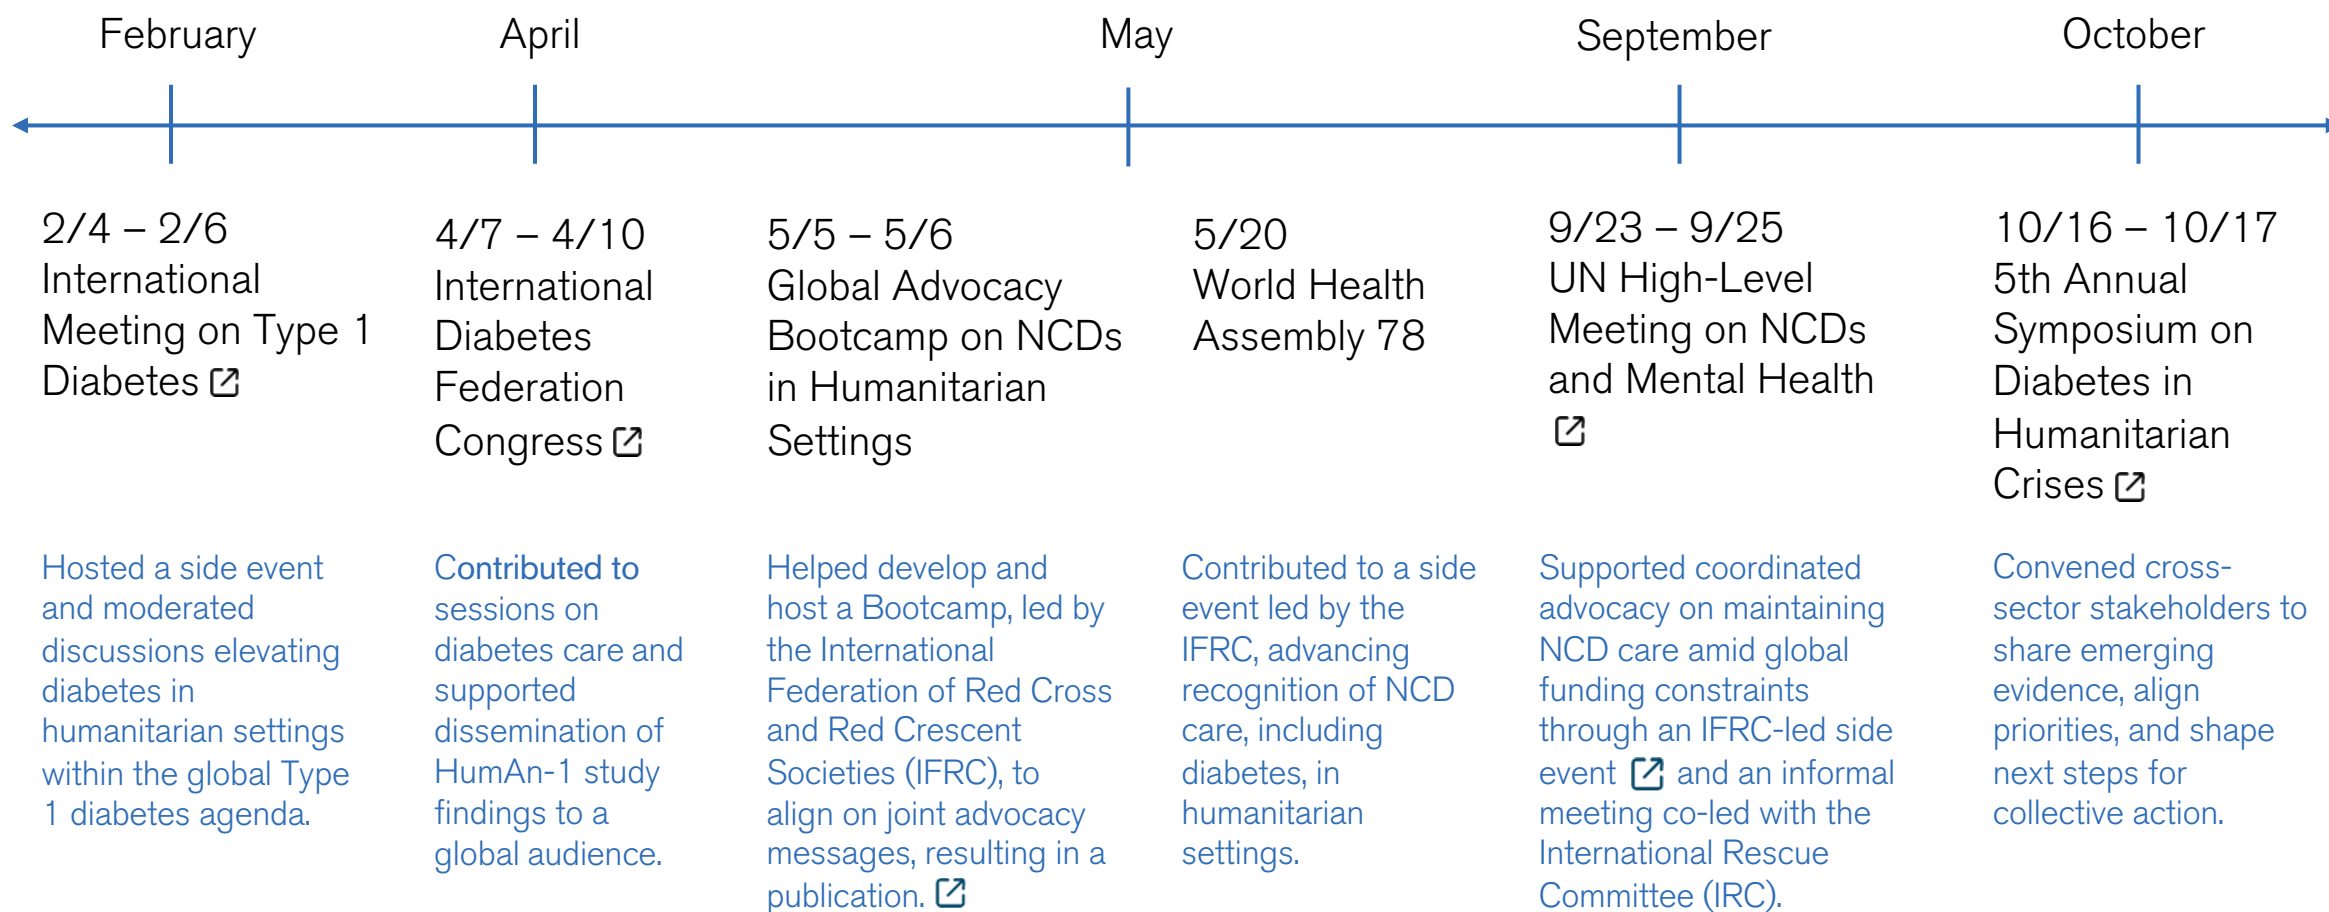 February
April
May
September
October
2/4 – 2/6
International
Meeting on Type 1
Diabetes
4/7 – 4/10
International
Diabetes
Federation
Congress
5/5 – 5/6
Global Advocacy
Bootcamp on NCDs
in Humanitarian
Settings
5/20
World Health
Assembly 78
9/23 – 9/25
UN High-Level
Meeting on NCDs
and Mental Health
10/16 – 10/17
5th Annual
Symposium on
Diabetes in
Humanitarian
Crises
Hosted a side event
and moderated
discussions elevating
diabetes in
humanitarian settings
within the global Type
1 diabetes agenda.
Contributed to
sessions on
diabetes care and
supported
dissemination of
HumAn-1 study
findings to a
global audience.
Helped develop and
host a Bootcamp, led by
the International
Federation of Red Cross
and Red Crescent
Societies (IFRC), to
align on joint advocacy
messages, resulting in a
publication.
Contributed to a side
event led by the
IFRC, advancing
recognition of NCD
care, including
diabetes, in
humanitarian
settings.
Supported coordinated
advocacy on maintaining
NCD care amid global
funding constraints
through an IFRC-led side
event and an informal
meeting co-led with the
International Rescue
Committee (IRC).
Convened cross-
sector stakeholders to
share emerging
evidence, align
priorities, and shape
next steps for
collective action.